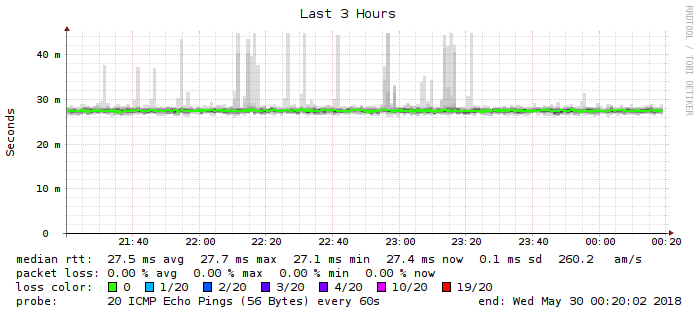 Last 3 Hours
RRDTOOL / TOBI OETIKER
Seconds
40 m
30 m
20 m
10 m
0
21:40 22:00 22:20 22:40 23:00 23:20 23:40 00:00 00:20
median rtt: 27.5 ms avg 27.7 ms max 27.1 ms min 27.4 ms now 0.1 ms sd 260.2 am/s
packet loss: 0.00 % avg 0.00 % max 0.00 % min 0.00 % now
loss color: 0 1/20 2/20 3/20 4/20 10/20 19/20
probe: 20 ICMP Echo Pings (56 Bytes) every 60s end: Wed May 30 00:20:02 2018